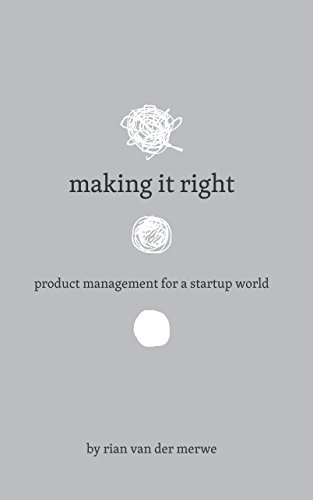 making it right
product management for a startup world
by rian van der merwe